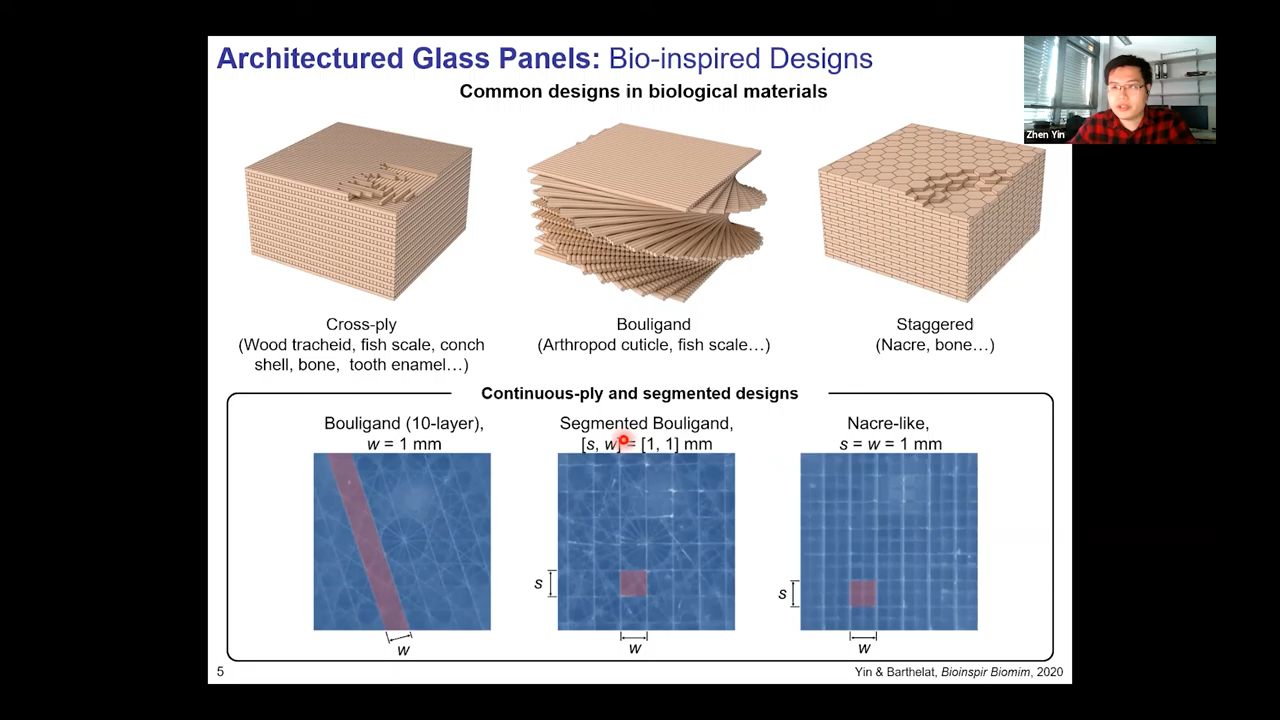 Architectured Glass Panels: Bio-inspired Designs
Common designs in biological materials
Zhen Yin
Cross-ply
(Wood tracheid, fish scale, conch
shell, bone, tooth enamel…)
Bouligand
(Arthropod cuticle, fish scale…)
Staggered
(Nacre, bone…)
Continuous-ply and segmented designs
Bouligand (10-layer),
w = 1 mm
Segmented Bouligand,
[s, w] = [1, 1] mm
Nacre-like,
s = w = 1 mm
s
s
w
w
w
5
Yin & Barthelat, Bioinspir Biomim, 2020